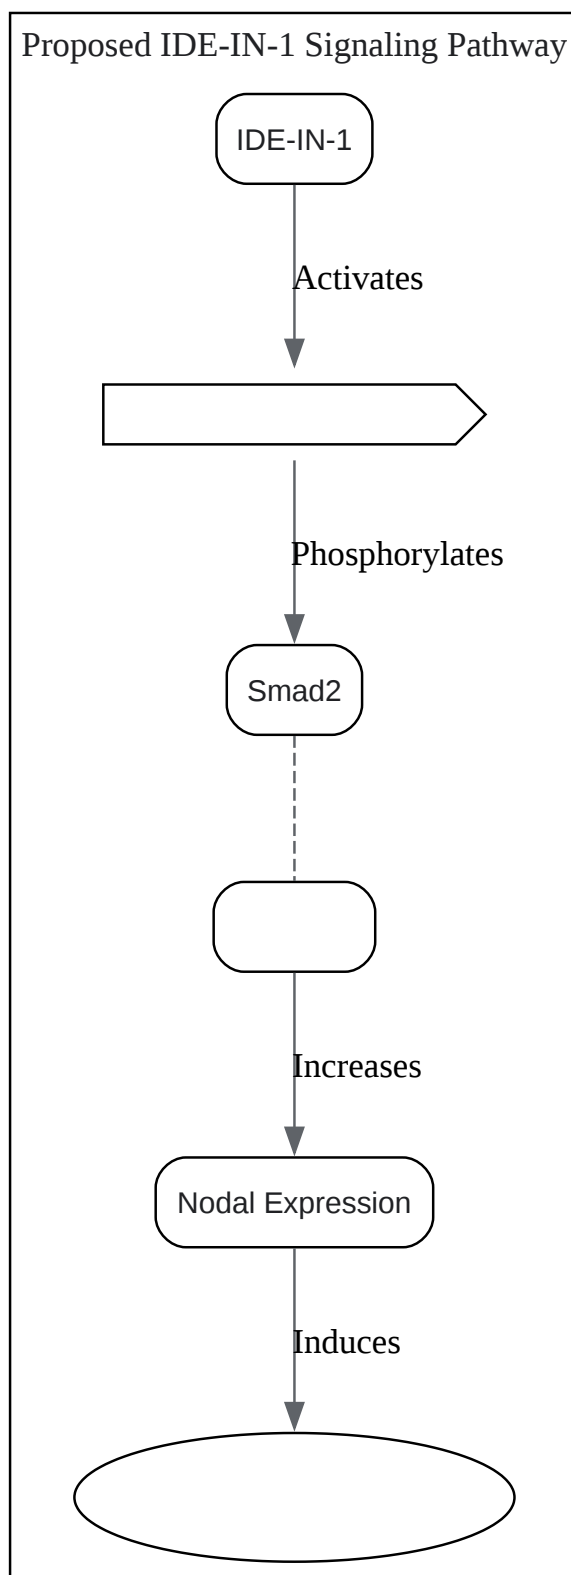 Proposed IDE-IN-1 Signaling Pathway
IDE-IN-1
Activates
Phosphorylates
Smad2
Increases
Nodal Expression
Induces